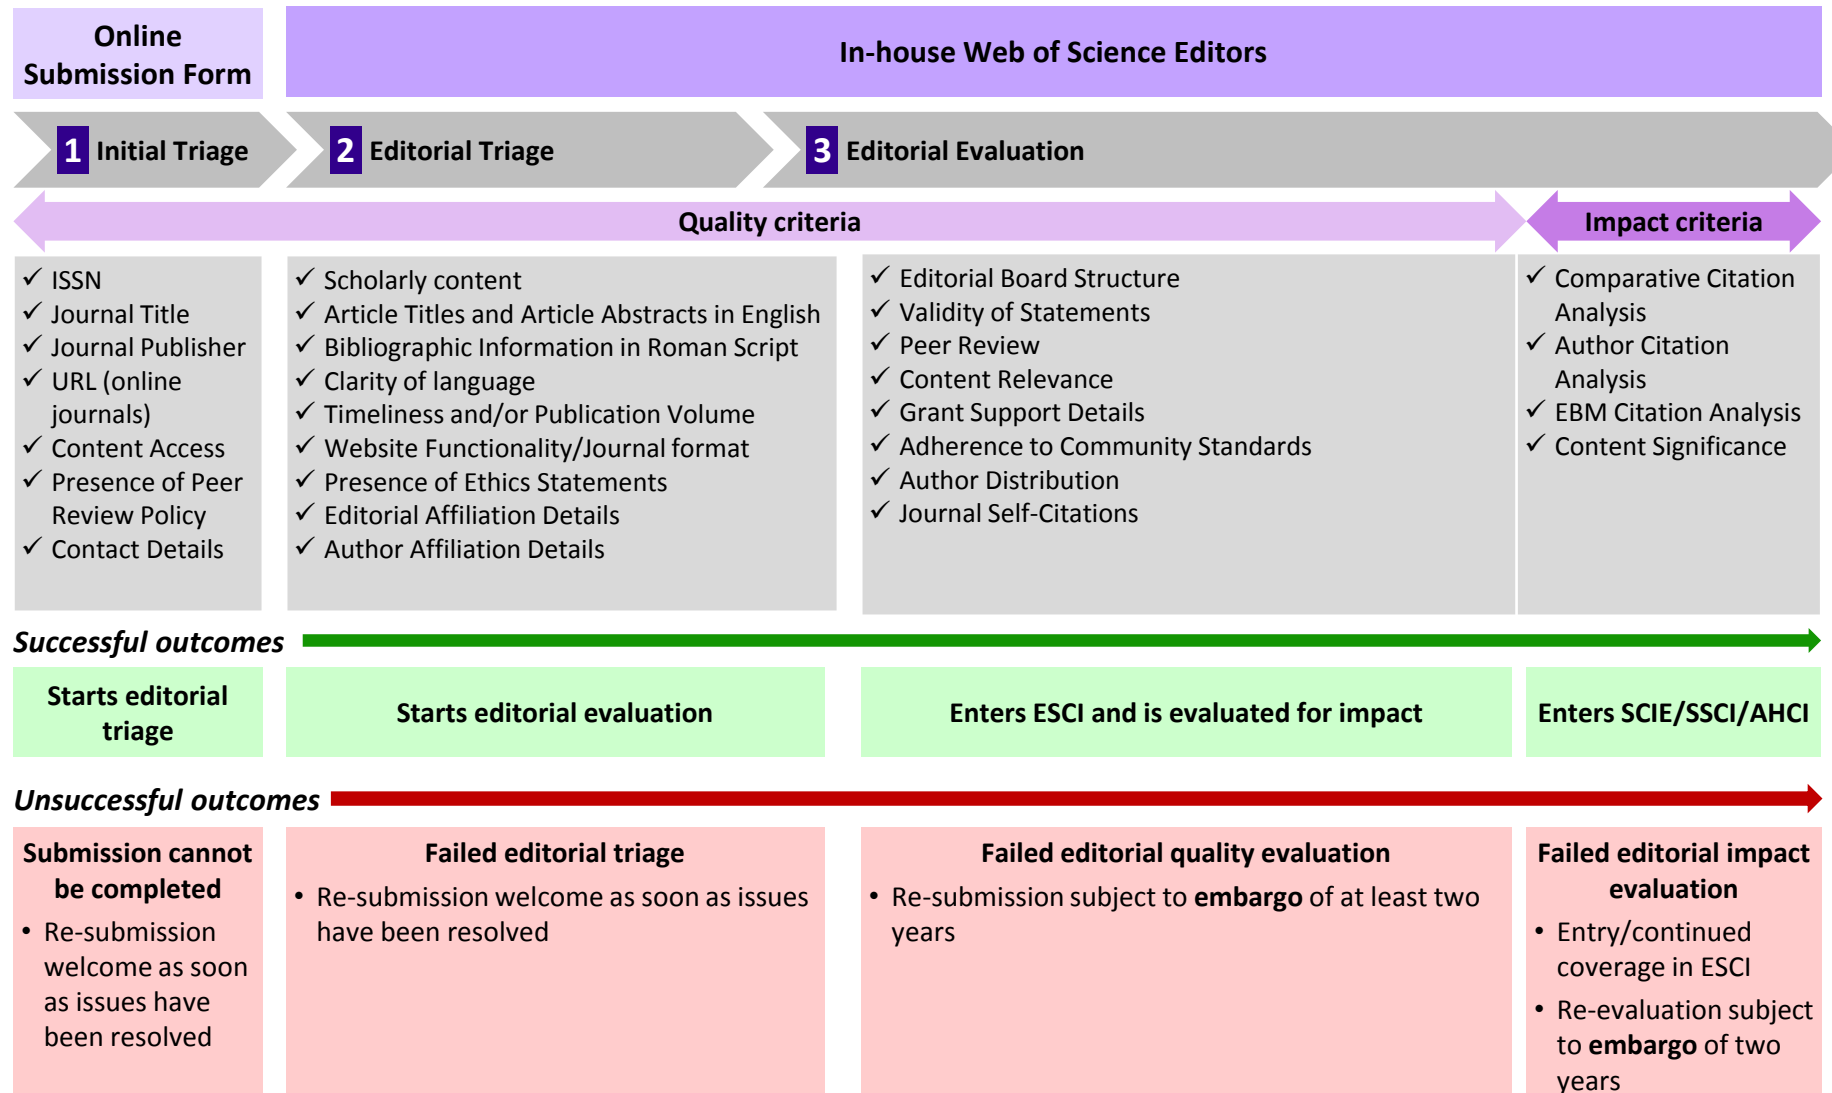 Online
Submission Form
In-house Web of Science Editors
1 Initial Triage
2 Editorial Triage
3 Editorial Evaluation
Quality criteria
Impact criteria
✓ ISSN
✓ Journal Title
✓ Journal Publisher
✓ URL (online
journals)
✓ Content Access
✓ Presence of Peer
Review Policy
✓ Contact Details
✓ Scholarly content
✓ Article Titles and Article Abstracts in English
✓ Bibliographic Information in Roman Script
✓ Clarity of language
✓ Timeliness and/or Publication Volume
✓ Website Functionality/Journal format
✓ Presence of Ethics Statements
✓ Editorial Affiliation Details
✓ Author Affiliation Details
✓ Editorial Board Structure
✓ Validity of Statements
✓ Peer Review
✓ Content Relevance
✓ Grant Support Details
✓ Adherence to Community Standards
✓ Author Distribution
✓ Journal Self-Citations
✓ Comparative Citation
Analysis
✓ Author Citation
Analysis
✓ EBM Citation Analysis
✓ Content Significance
Successful outcomes
Starts editorial
triage
Starts editorial evaluation
Enters ESCI and is evaluated for impact
Enters SCIE/SSCI/AHCI
Unsuccessful outcomes
Submission cannot
be completed
• Re-submission
welcome as soon
as issues have
been resolved
Failed editorial triage
• Re-submission welcome as soon as issues
have been resolved
Failed editorial quality evaluation
• Re-submission subject to embargo of at least two
years
Failed editorial impact
evaluation
• Entry/continued
coverage in ESCI
• Re-evaluation subject
to embargo of two
years